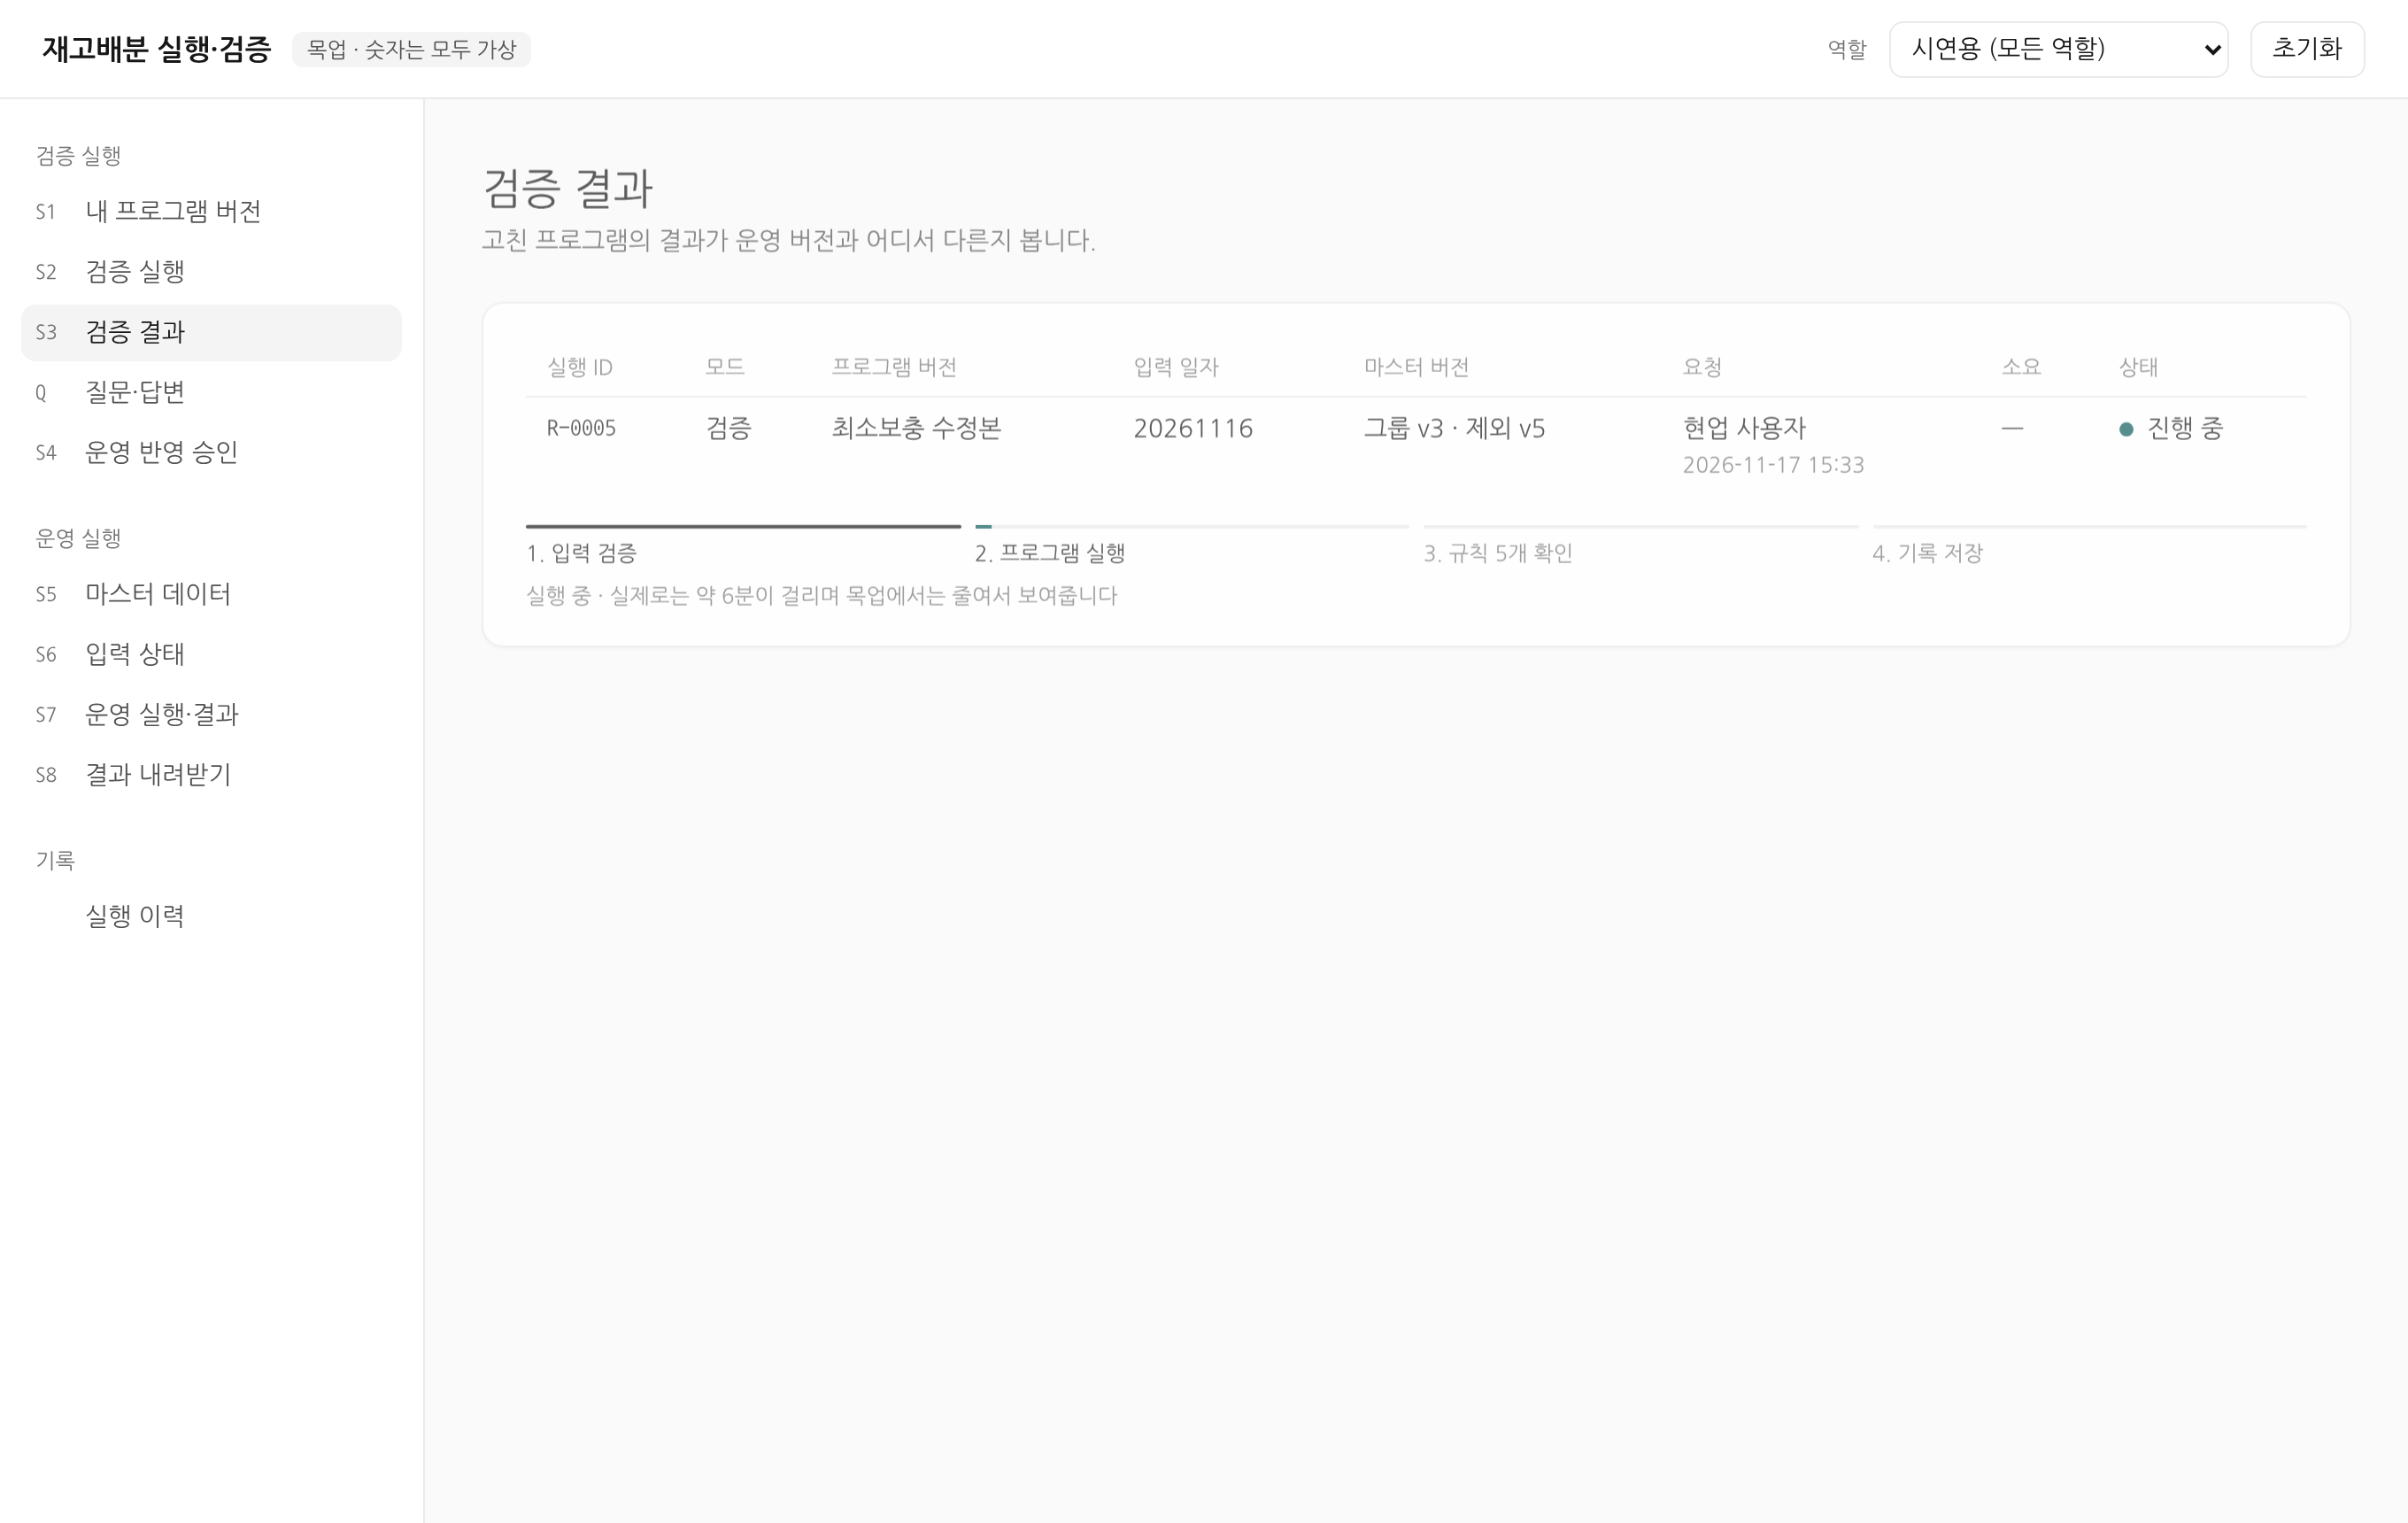 재고배분 실행·검증
목업 · 숫자는 모두 가상
역할
시연용 (모든 역할)
초기화
검증 실행
S1 내 프로그램 버전
S2 검증 실행
S3 검증 결과
Q 질문·답변
S4 운영 반영 승인
운영 실행
S5 마스터 데이터
S6 입력 상태
S7 운영 실행·결과
S8 결과 내려받기
기록
실행 이력
검증 결과
고친 프로그램의 결과가 운영 버전과 어디서 다른지 봅니다.
실행 ID 모드 프로그램 버전 입력 일자 마스터 버전 요청 소요 상태
R-0005 검증 최소보충 수정본 20261116 그룹 v3 · 제외 v5 현업 사용자 — 진행 중
2026-11-17 15:33
1. 입력 검증 2. 프로그램 실행 3. 규칙 5개 확인 4. 기록 저장
실행 중 · 실제로는 약 6분이 걸리며 목업에서는 줄여서 보여줍니다